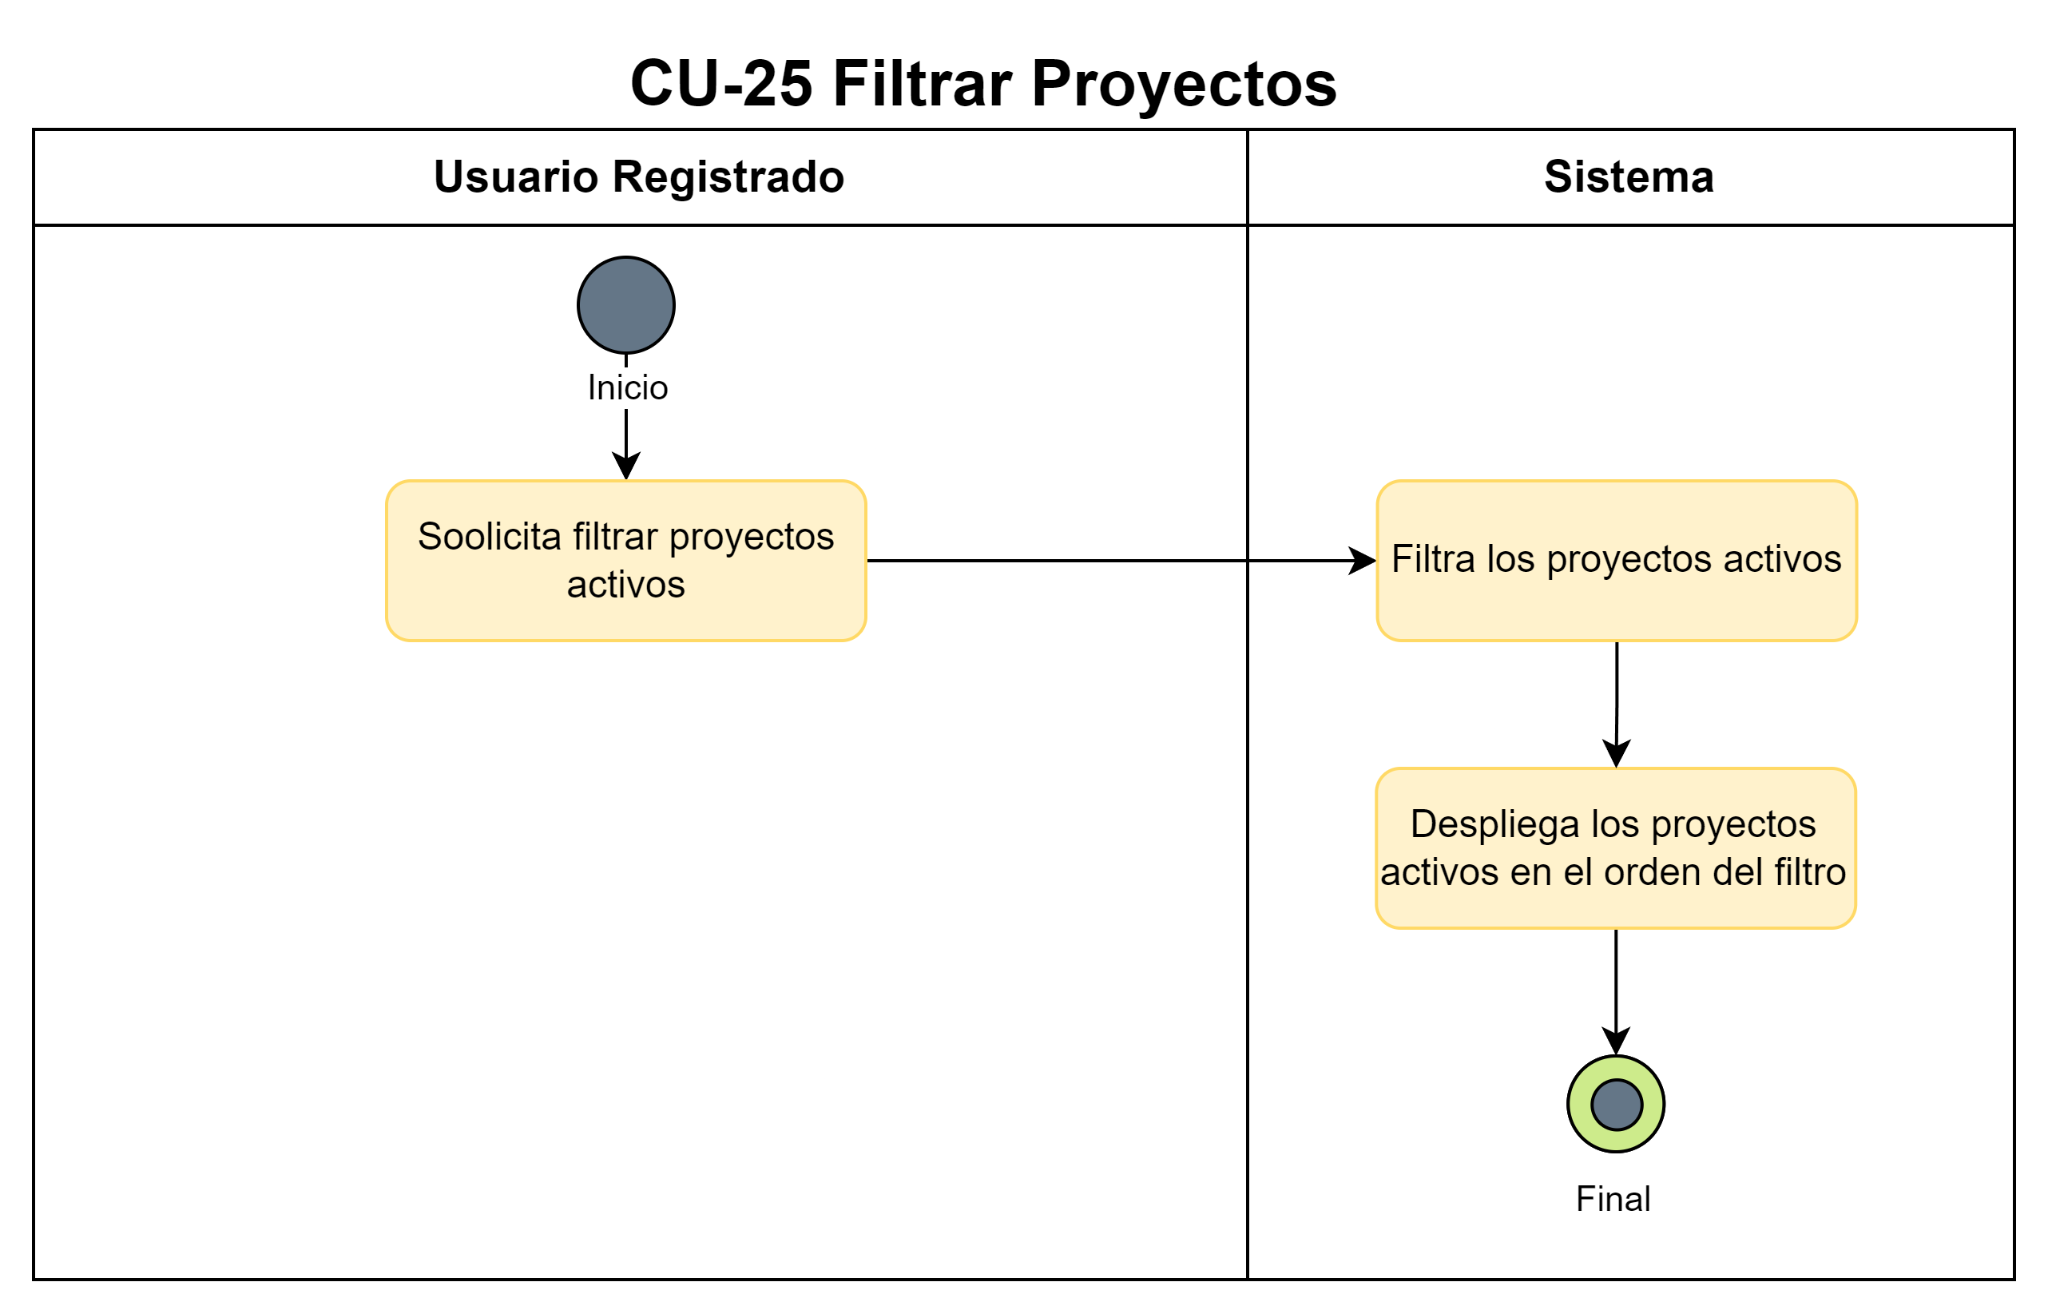 CU-25 Filtrar Proyectos
Usuario Registrado
Sistema
Inicio
Soolicita filtrar proyectos
activos
Filtra los proyectos activos
Despliega los proyectos
activos en el orden del filtro
Final